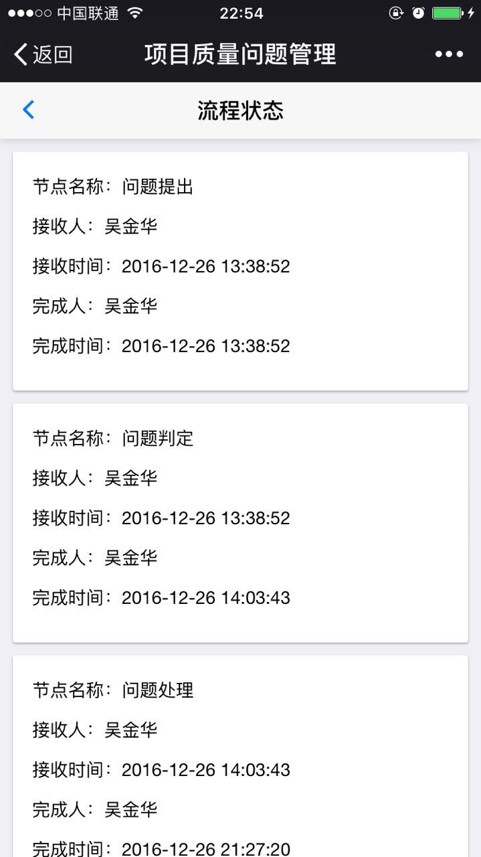 中国联通 22:54
返回 项目质量问题管理
流程状态
节点名称：问题提出
接收人：吴金华
接收时间：2016-12-26 13:38:52
完成人：吴金华
完成时间：2016-12-26 13:38:52
节点名称：问题判定
接收人：吴金华
接收时间：2016-12-26 13:38:52
完成人：吴金华
完成时间：2016-12-26 14:03:43
节点名称：问题处理
接收人：吴金华
接收时间：2016-12-26 14:03:43
完成人：吴金华
完成时间：2016-12-26 21:27:20